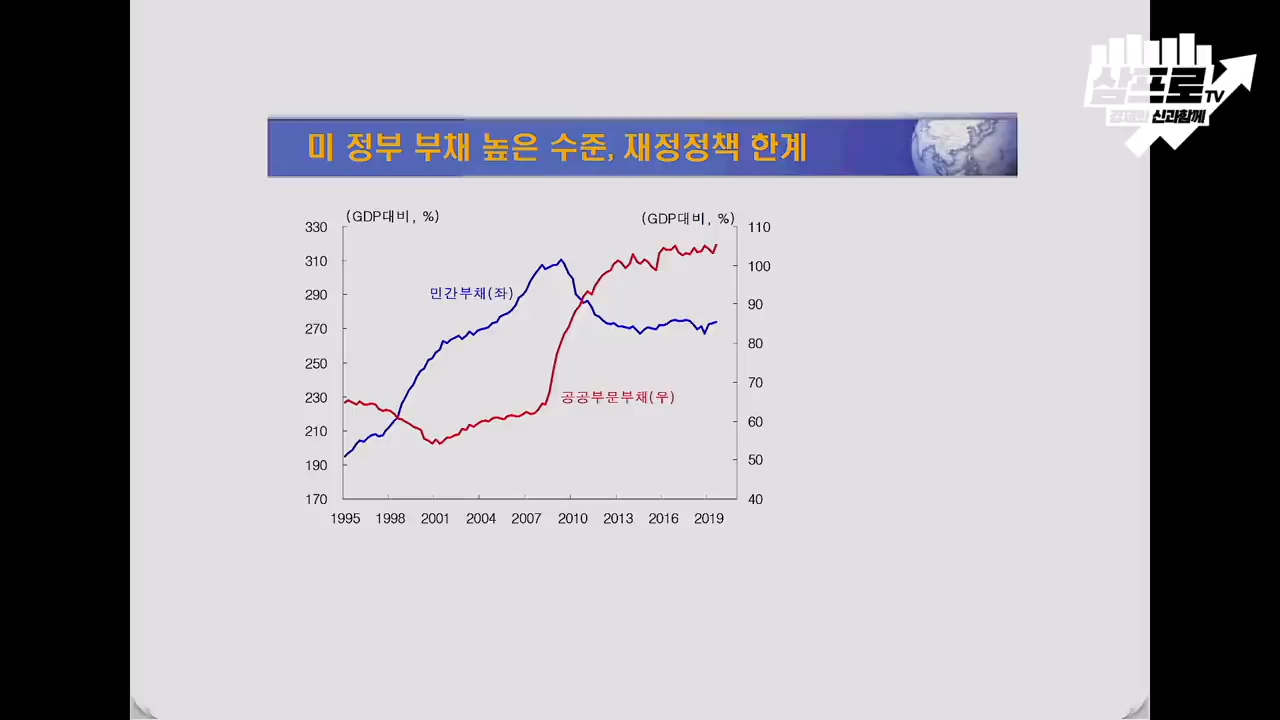 삼프로TV
경제의 신과함께
미 정부 부채 높은 수준, 재정정책 한계
(GDP대비, %)
(GDP대비, %)
330
310
290
270
250
230
210
190
170
110
100
90
80
70
60
50
40
민간부채(좌)
공공부문부채(우)
1995 1998 2001 2004 2007 2010 2013 2016 2019